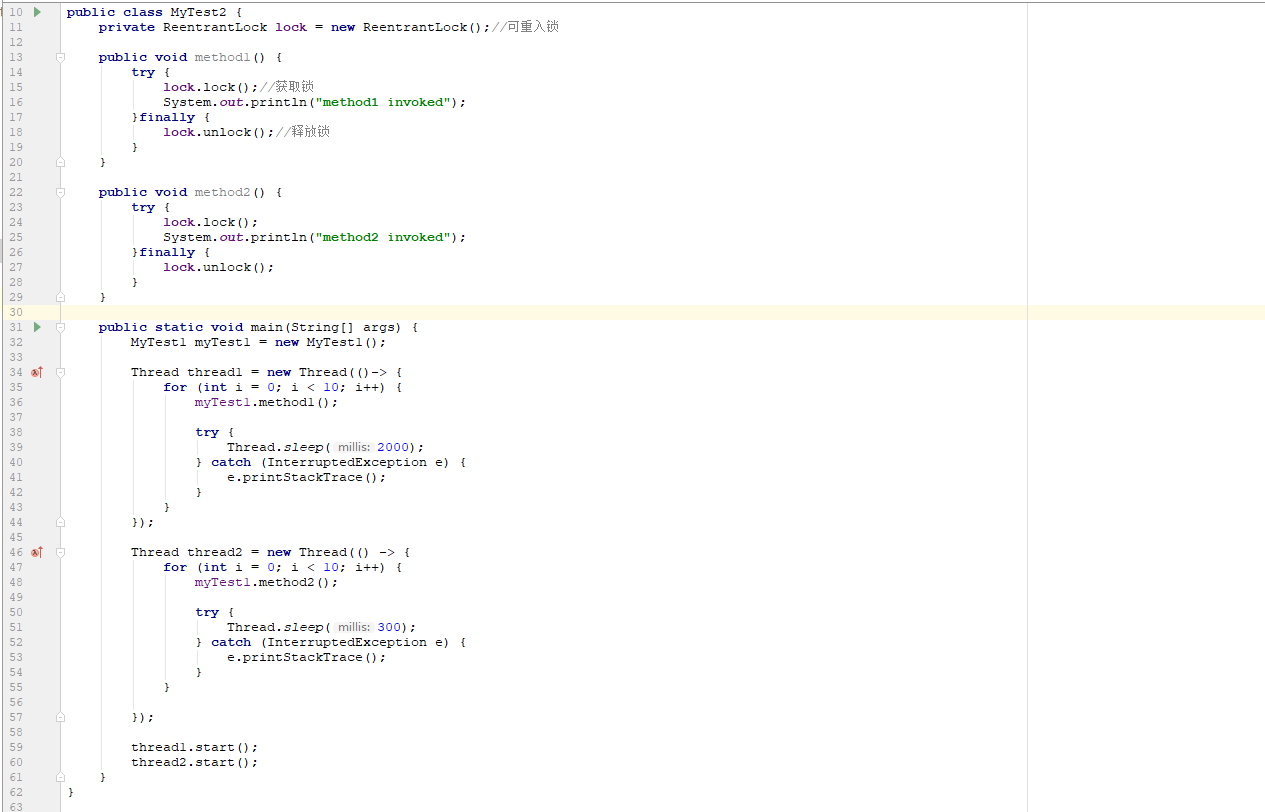 10 public class MyTest2 {
11 private ReentrantLock lock = new ReentrantLock();//可重入锁
12
13 public void method1() {
14 try {
15 lock.lock();//获取锁
16 System.out.println("method1 invoked");
17 }finally {
18 lock.unlock();//释放锁
19 }
20 }
21
22 public void method2() {
23 try {
24 lock.lock();
25 System.out.println("method2 invoked");
26 }finally {
27 lock.unlock();
28 }
29 }
30
31 public static void main(String[] args) {
32 MyTest1 myTest1 = new MyTest1();
33
34 Thread thread1 = new Thread(()-> {
35 for (int i = 0; i < 10; i++) {
36 myTest1.method1();
37
38 try {
39 Thread.sleep( millis: 2000);
40 } catch (InterruptedException e) {
41 e.printStackTrace();
42 }
43 }
44 });
45
46 Thread thread2 = new Thread(() -> {
47 for (int i = 0; i < 10; i++) {
48 myTest1.method2();
49
50 try {
51 Thread.sleep( millis: 300);
52 } catch (InterruptedException e) {
53 e.printStackTrace();
54 }
55 }
56
57 });
58
59 thread1.start();
60 thread2.start();
61 }
62 }
63